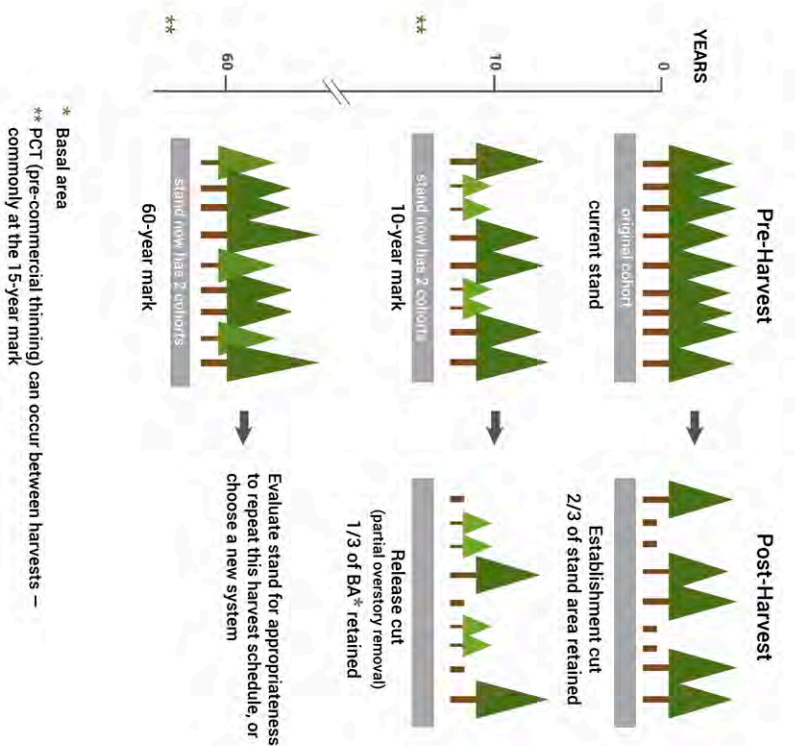 YEARS
Pre-Harvest
Post-Harvest
0
original cohort
current stand
Establishment cut
2/3 of stand area retained
10
stand now has 2 cohorts
10-year mark
Release cut
(partial overstory removal)
1/3 of BA* retained
**
60
stand now has 2 cohorts
60-year mark
Evaluate stand for appropriateness
to repeat this harvest schedule, or
choose a new system
**
* Basal area
** PCT (pre-commercial thinning) can occur between harvests –
commonly at the 15-year mark